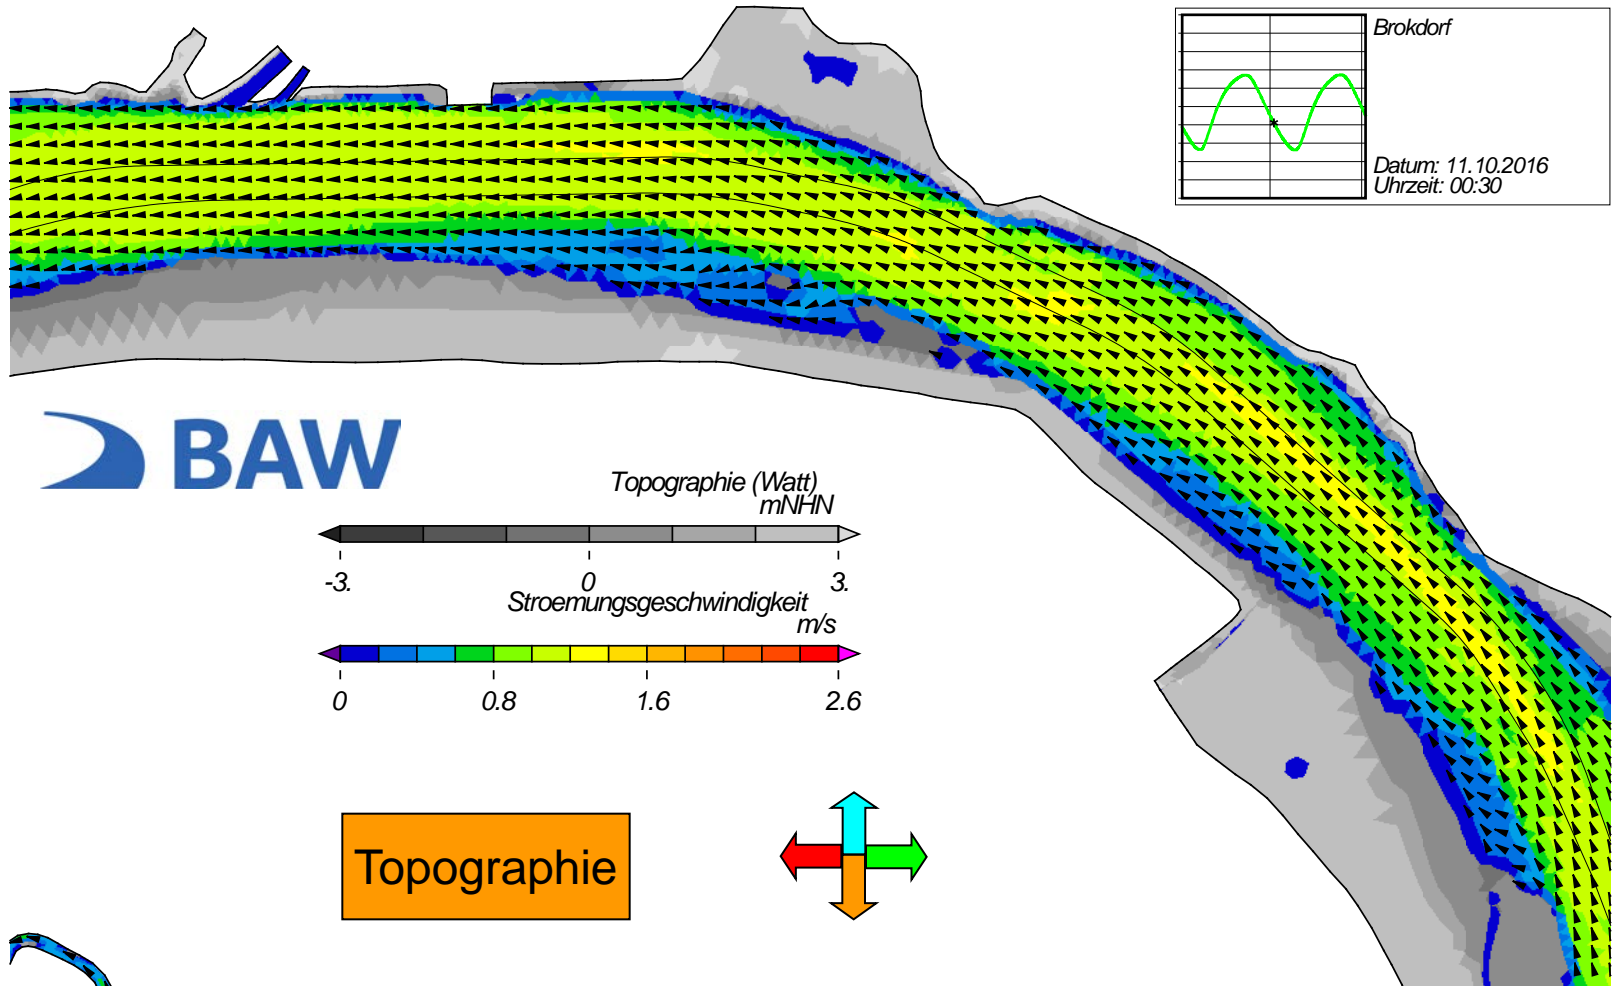 Brokdorf
Datum: 11.10.2016
Uhrzeit: 00:30
BAW
Topographie (Watt)
mNHN
-3. 0 3.
Stroemungsgeschwindigkeit
m/s
0 0.8 1.6 2.6
Topographie